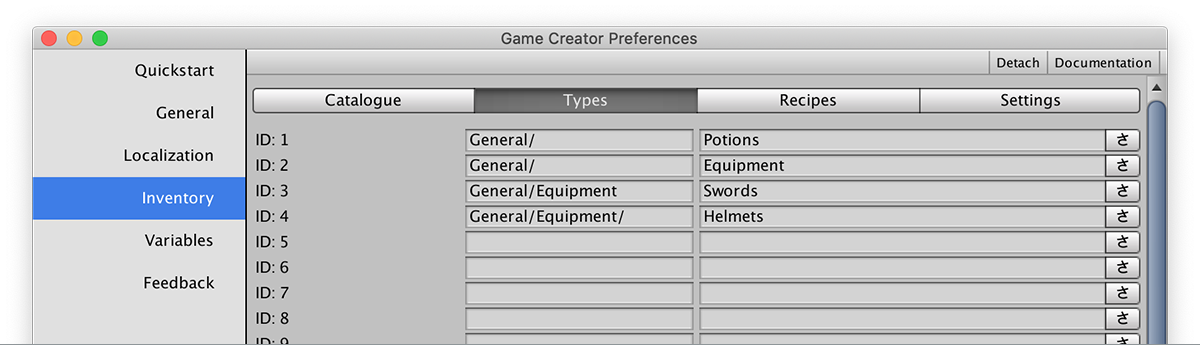 Game Creator Preferences
Detach Documentation
Quickstart
General
Localization
Inventory
Variables
Feedback
Catalogue Types Recipes Settings
ID: 1 General/ Potions さ
ID: 2 General/ Equipment さ
ID: 3 General/Equipment Swords さ
ID: 4 General/Equipment/ Helmets さ
ID: 5 さ
ID: 6 さ
ID: 7 さ
ID: 8 さ
ID: 9 さ